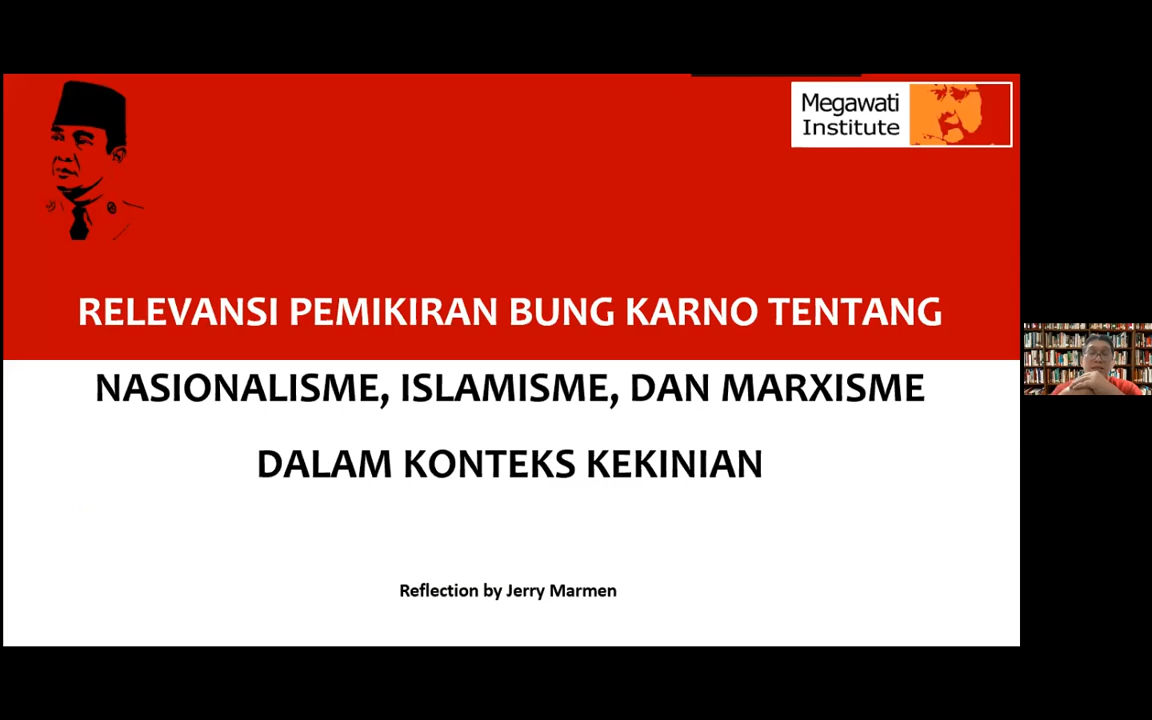 Megawati
Institute
RELEVANSI PEMIKIRAN BUNG KARNO TENTANG
NASIONALISME, ISLAMISME, DAN MARXISME
DALAM KONTEKS KEKINIAN
Reflection by Jerry Marmen